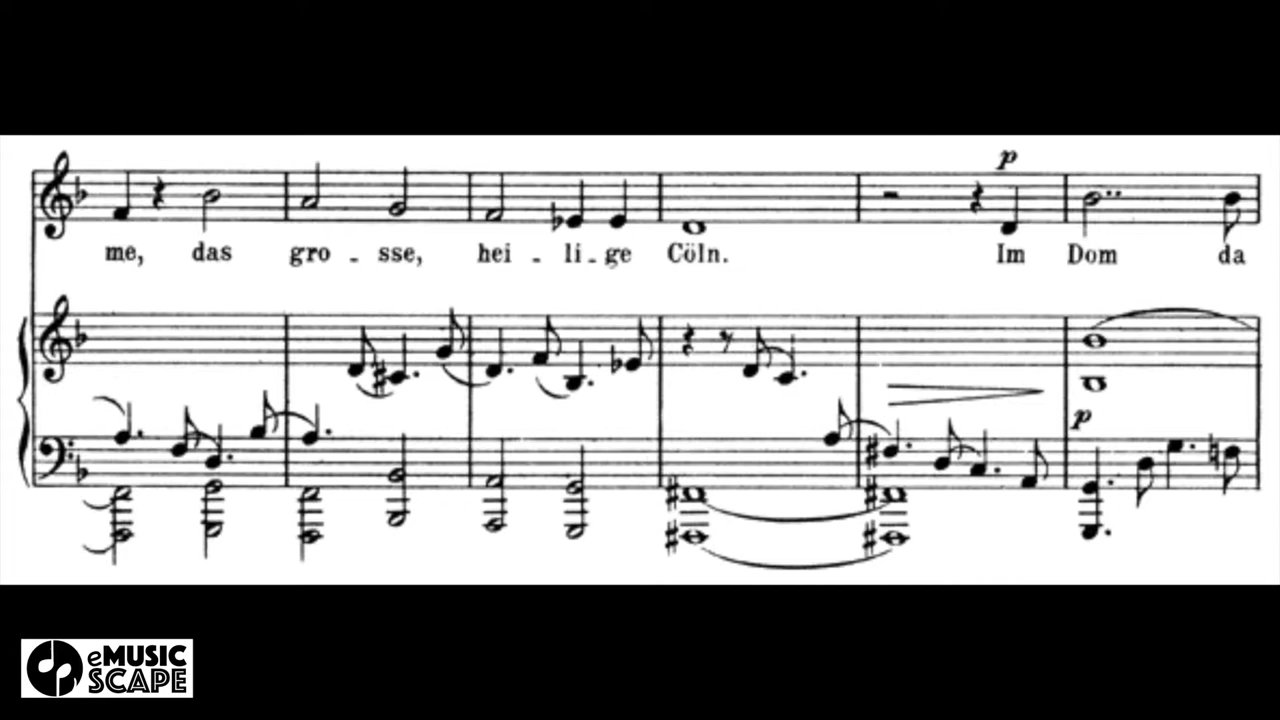 p
me, das gro - sse, hei - li - ge Cöln. Im Dom da
p
eMUSIC
SCAPE